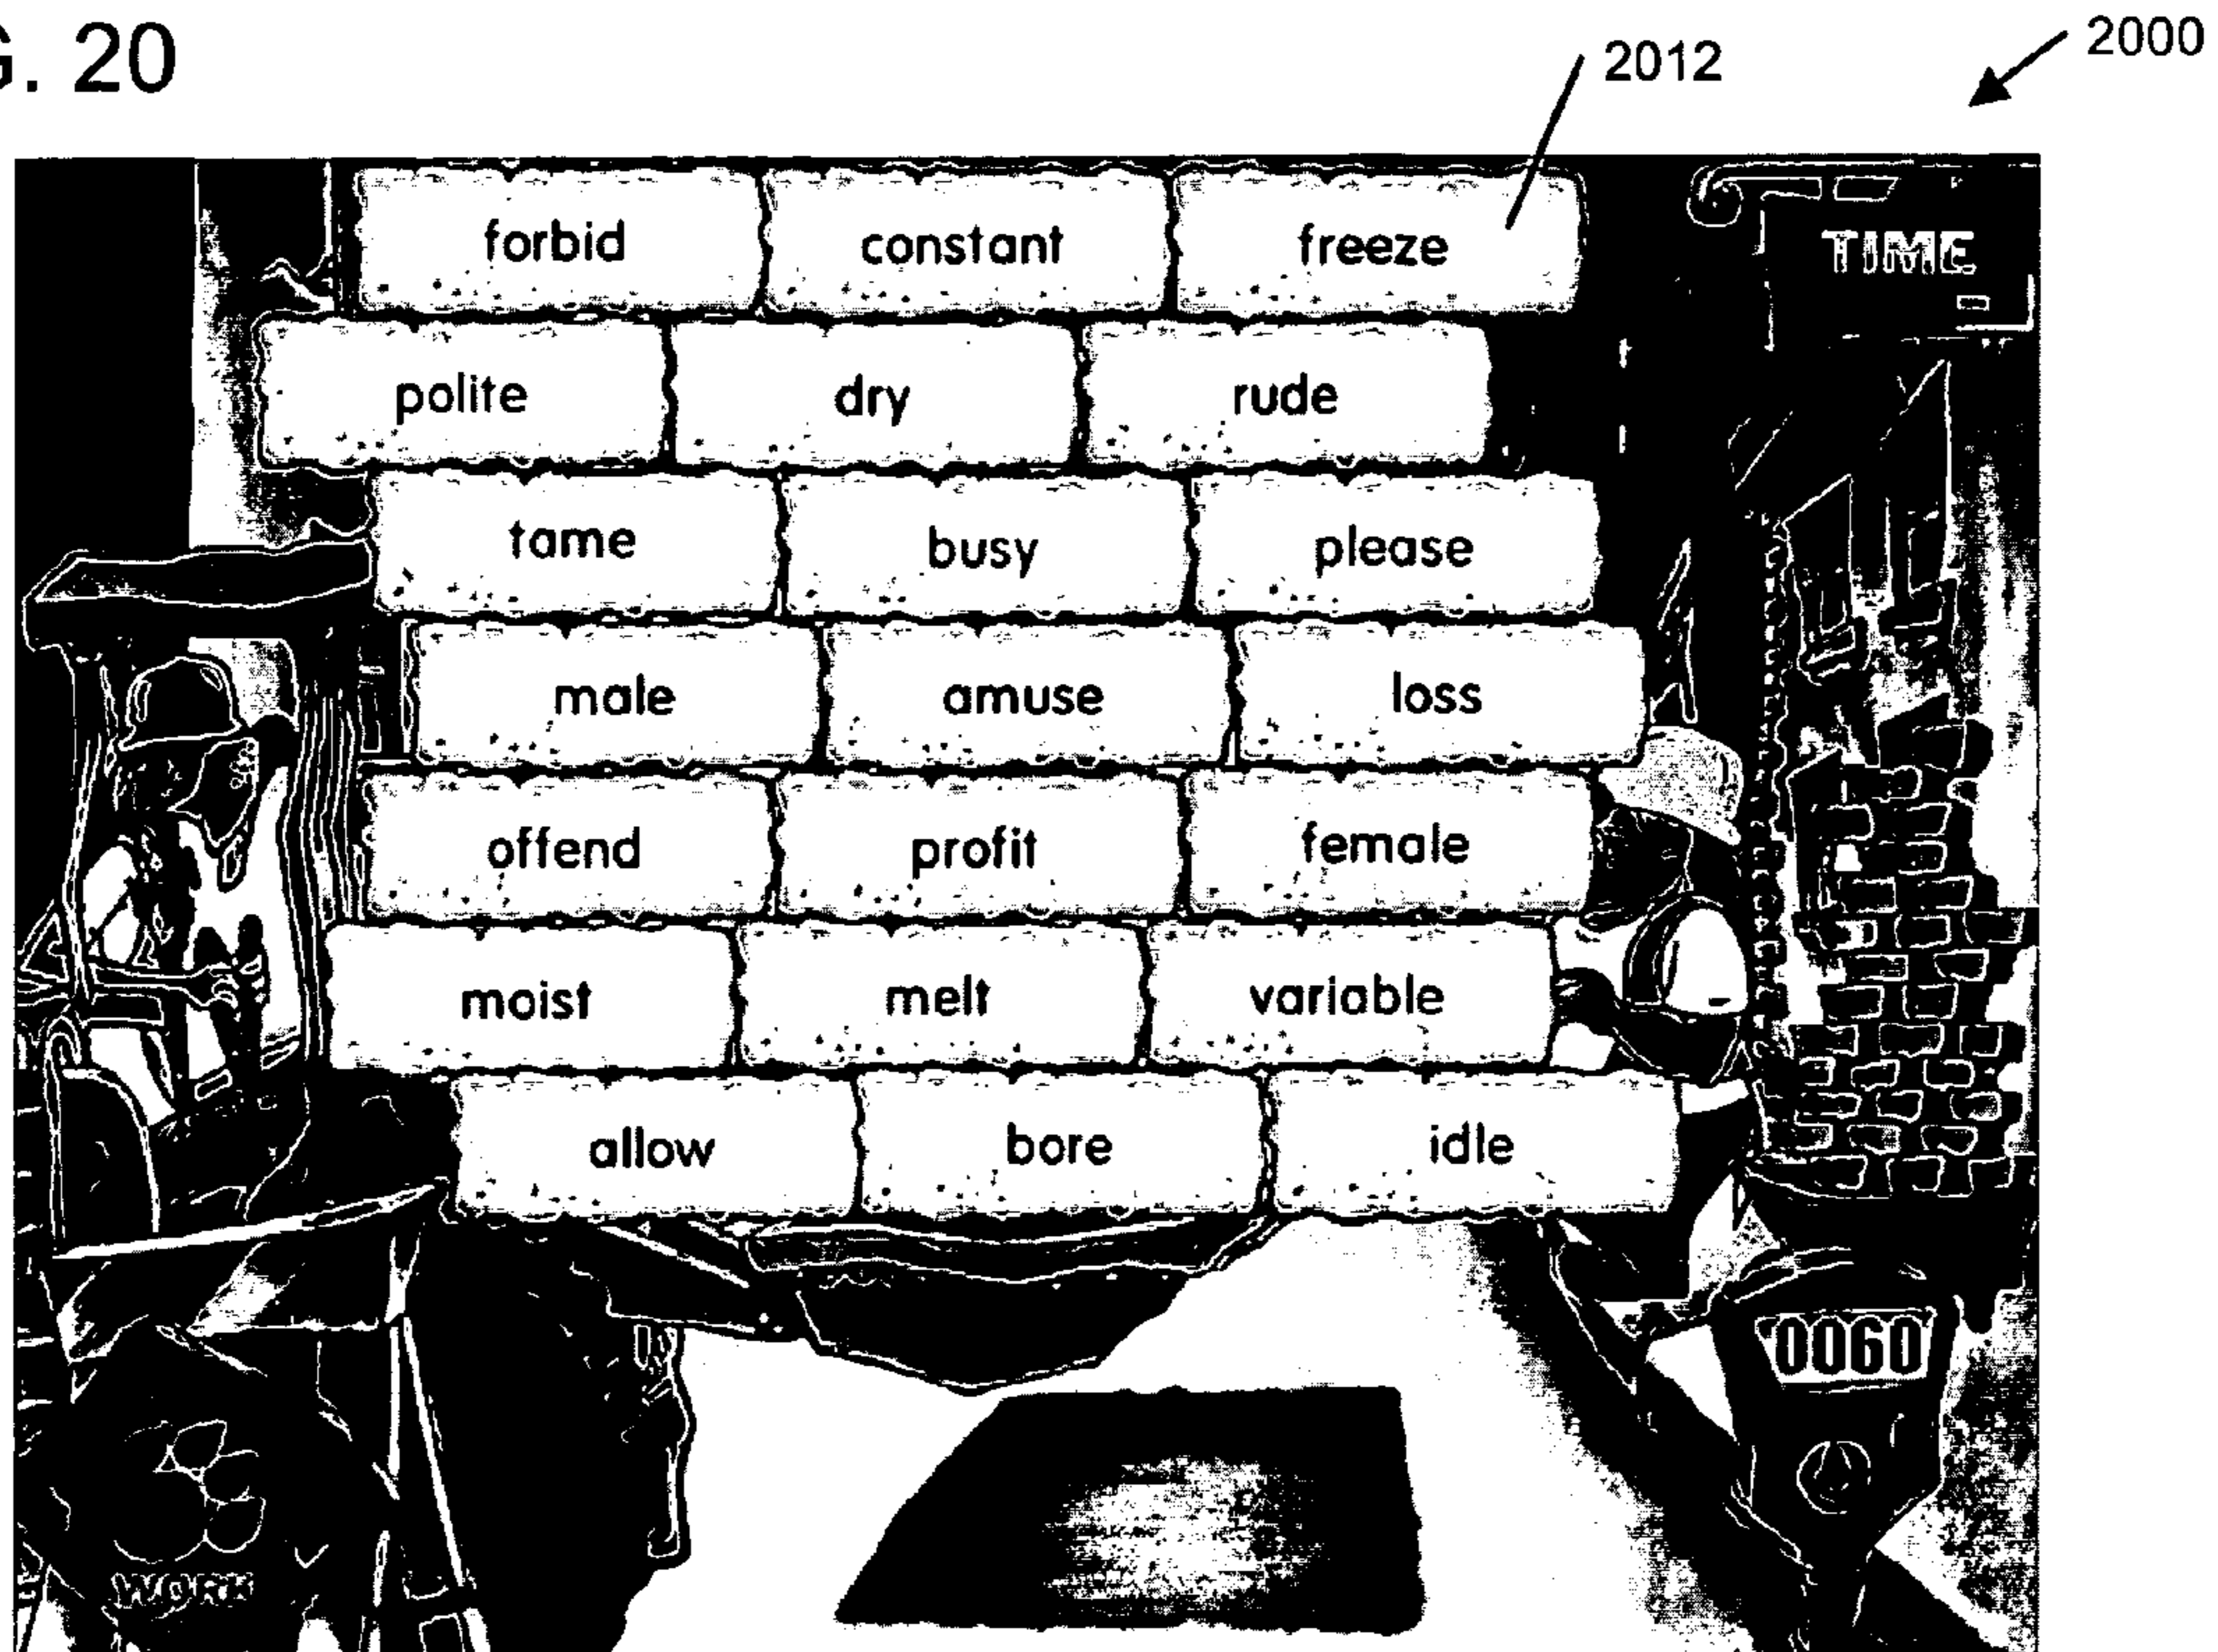 G. 20
2012
2000
forbid constant freeze
TIME
polite dry rude
tame busy please
male amuse loss
offend profit female
moist melt variable
allow bore idle
0060
WORK